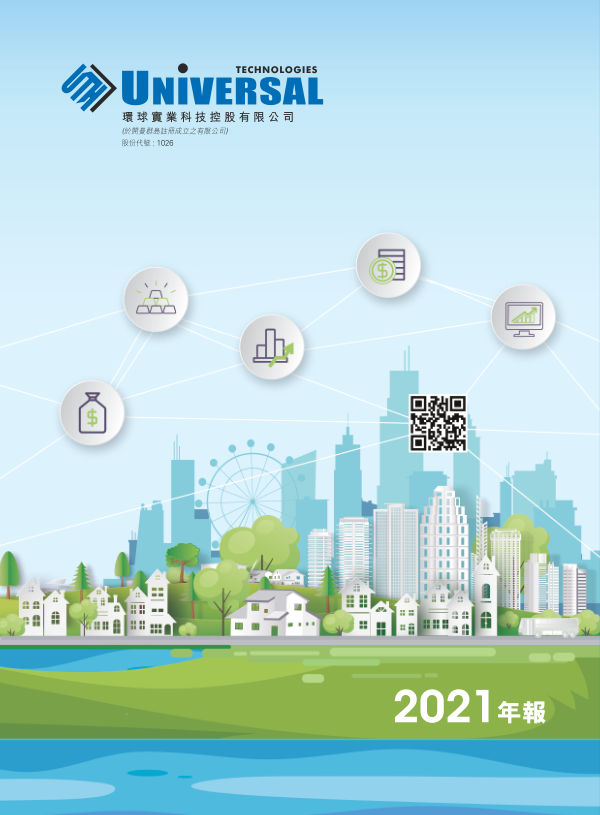 TECHNOLOGIES
UNIVERSAL
環球實業科技控股有限公司
(於開曼群島註冊成立之有限公司)
股份代號：1026
2021年報